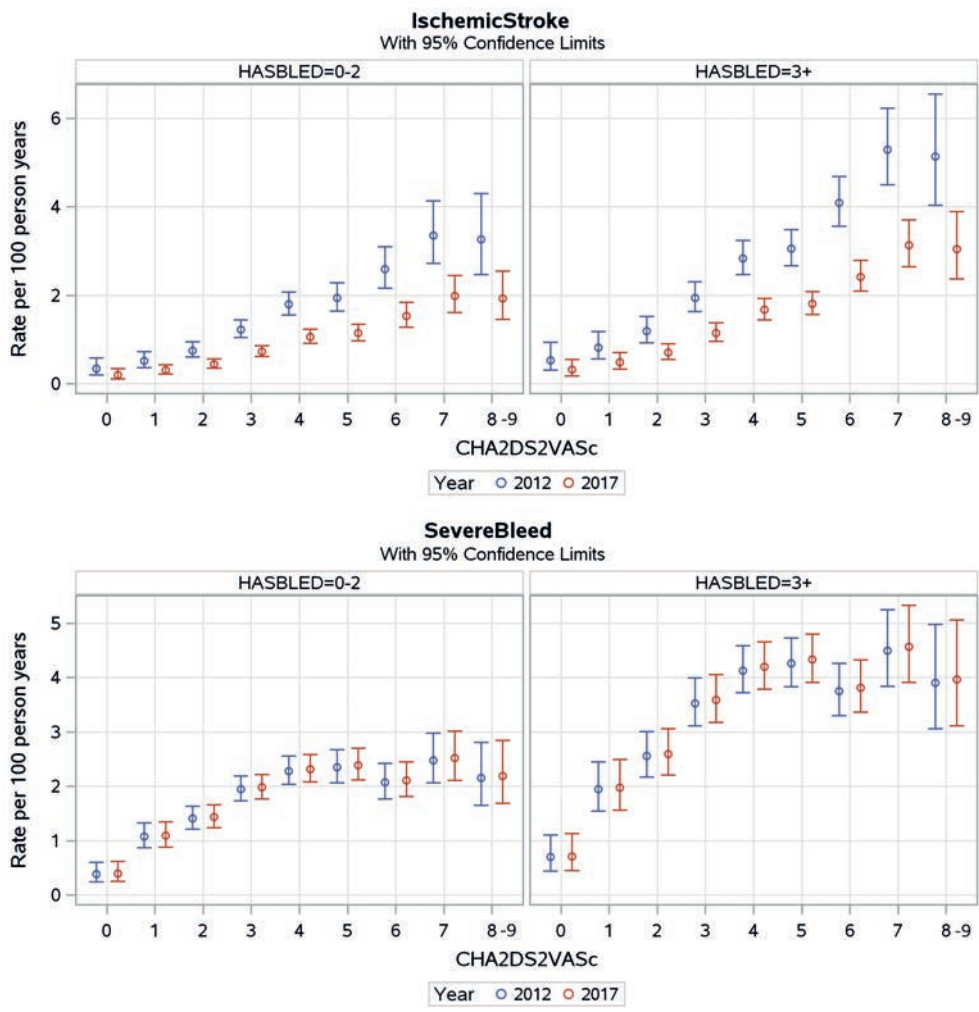 IschemicStroke
With 95% Confidence Limits
HASBLED=0-2 HASBLED=3+
Rate per 100 person years
6
4
2
0
0 1 2 3 4 5 6 7 8-9 0 1 2 3 4 5 6 7 8-9
CHA2DS2VASc
Year 2012 2017
SevereBleed
With 95% Confidence Limits
HASBLED=0-2 HASBLED=3+
Rate per 100 person years
5
4
3
2
1
0
0 1 2 3 4 5 6 7 8-9 0 1 2 3 4 5 6 7 8-9
CHA2DS2VASc
Year 2012 2017